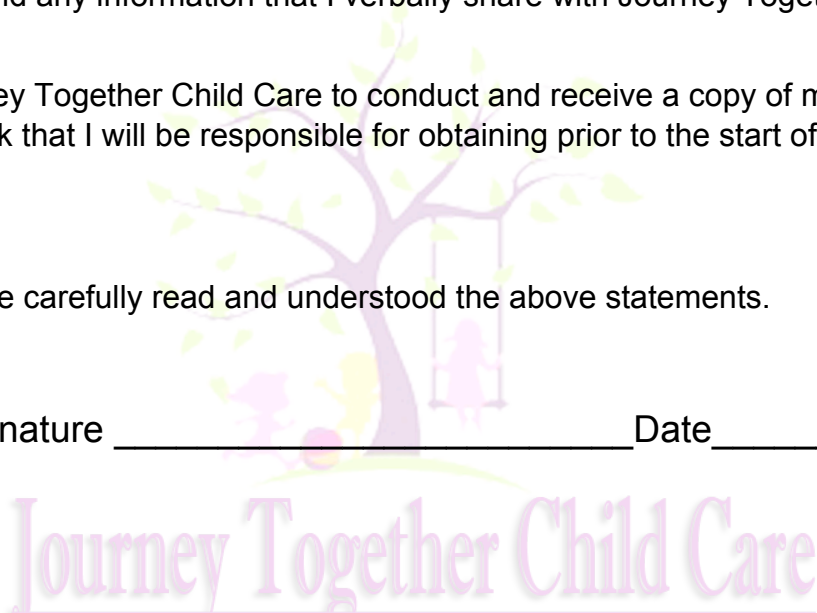 nd any information that I verbally share with Journey Toget
ey Together Child Care to conduct and receive a copy of m
k that I will be responsible for obtaining prior to the start of
e carefully read and understood the above statements.
nature _________________________Date_____
Journey Together Child Care